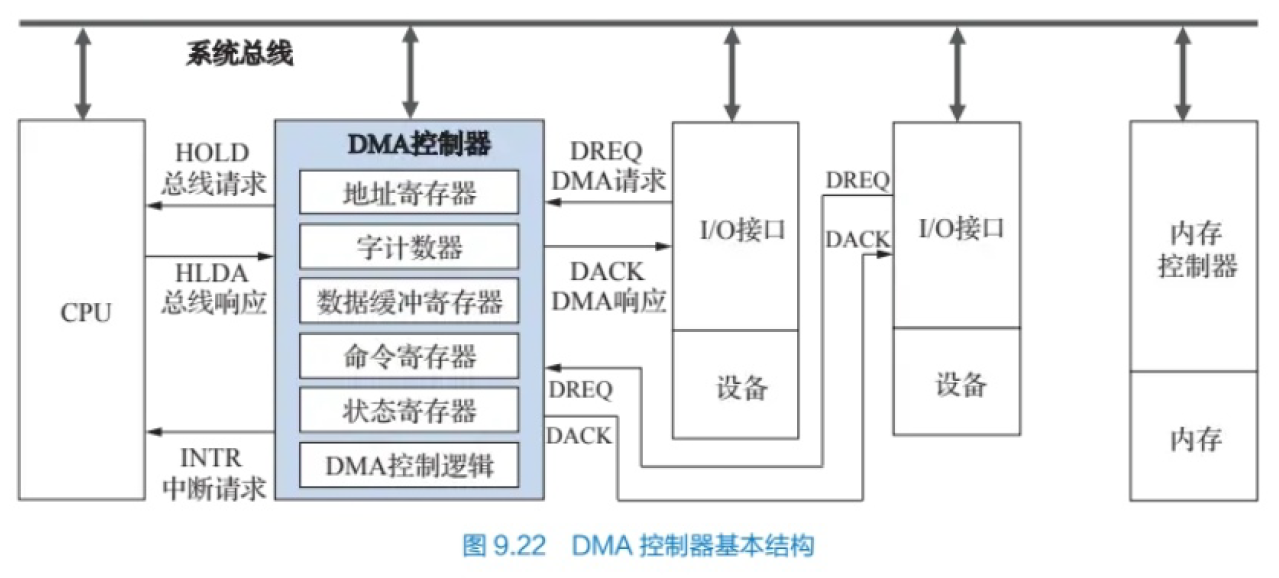 系统总线
CPU
HOLD
总线请求
HLDA
总线响应
INTR
中断请求
DMA控制器
地址寄存器
字计数器
数据缓冲寄存器
命令寄存器
状态寄存器
DMA控制逻辑
DREQ
DMA请求
DACK
DMA响应
DREQ
DACK
I/O接口
设备
DREQ
DACK
I/O接口
设备
内存
控制器
内存
图 9.22 DMA 控制器基本结构